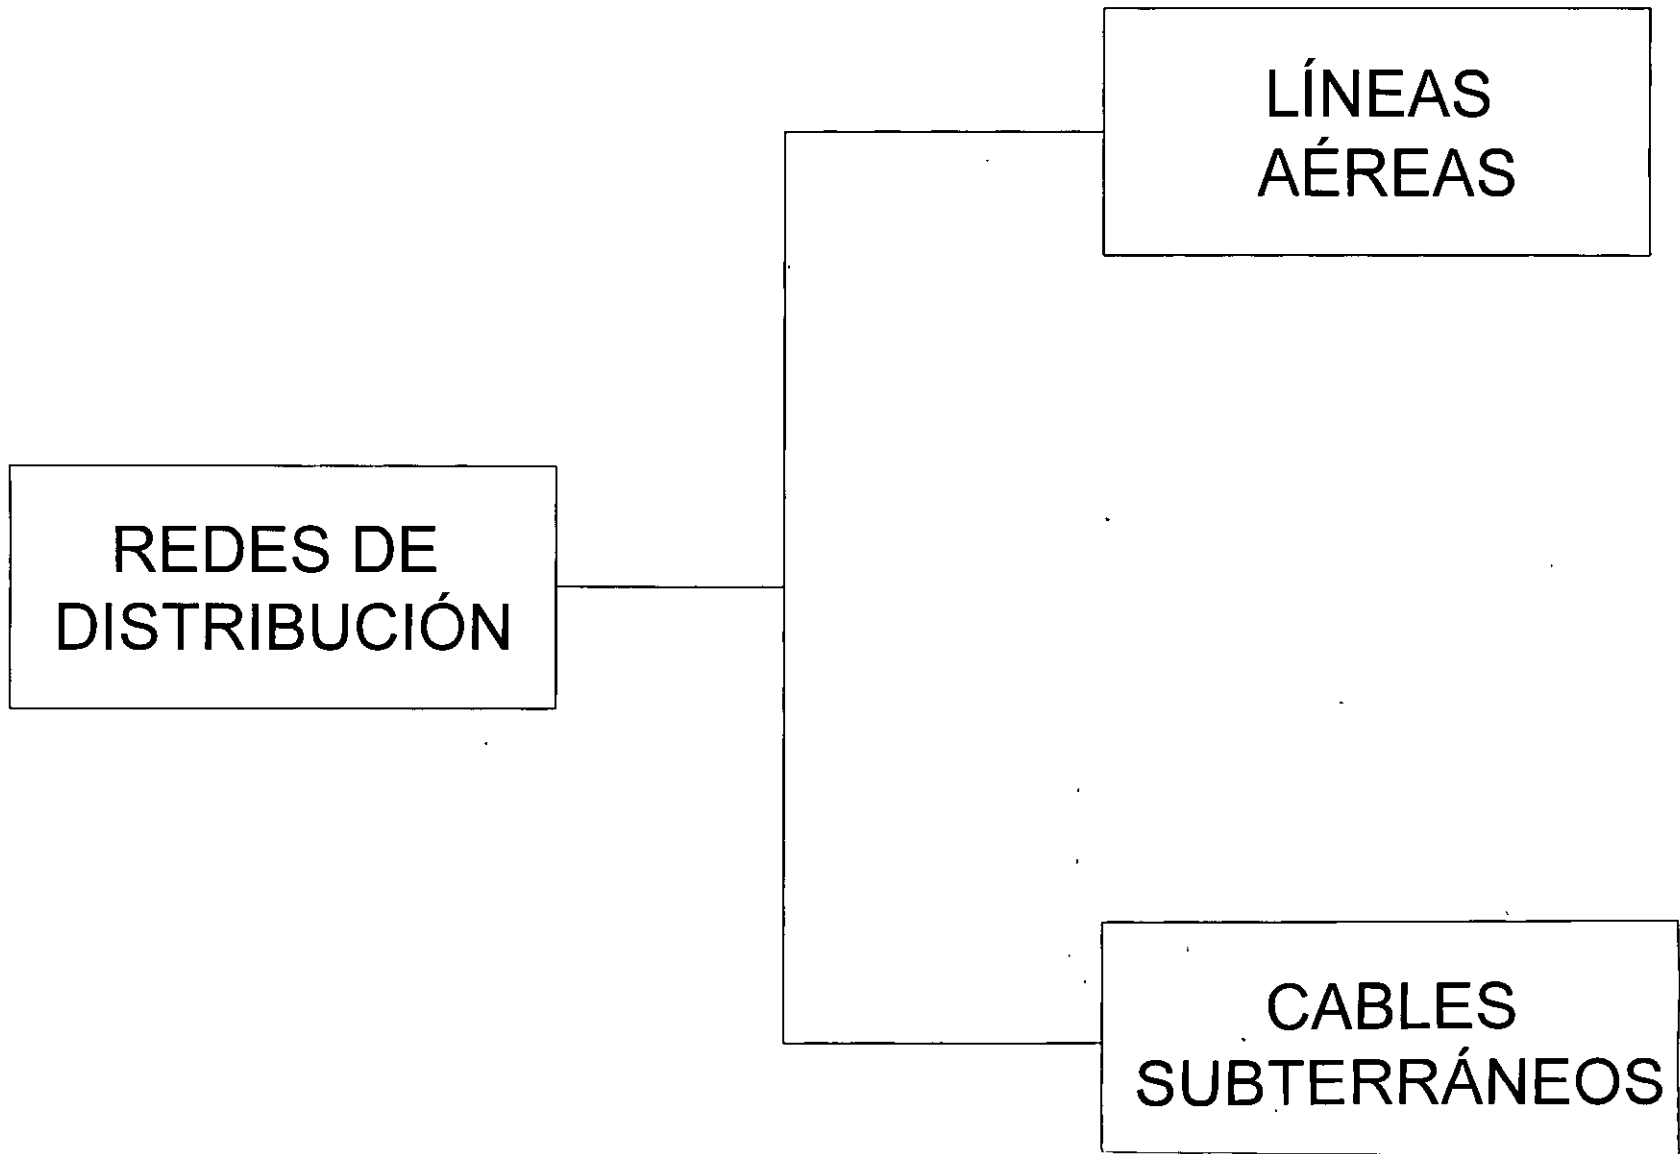 LÍNEAS
AÉREAS
REDES DE
DISTRIBUCIÓN
CABLES
SUBTERRÁNEOS